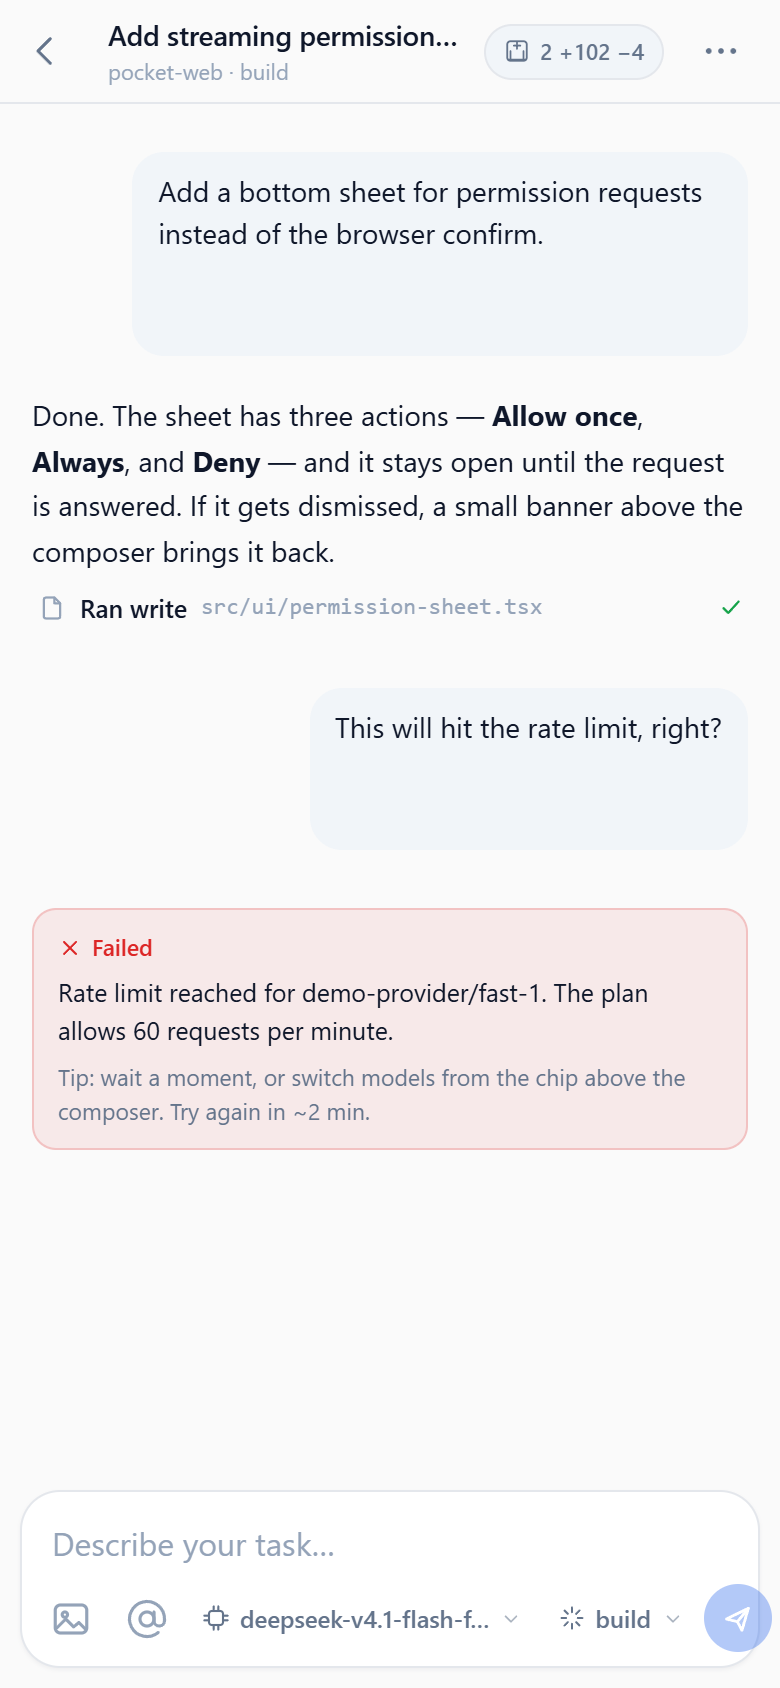 Add streaming permission...
pocket-web · build
2 +102 −4
Add a bottom sheet for permission requests
instead of the browser confirm.
Done. The sheet has three actions — Allow once,
Always, and Deny — and it stays open until the request
is answered. If it gets dismissed, a small banner above the
composer brings it back.
Ran write src/ui/permission-sheet.tsx
This will hit the rate limit, right?
Failed
Rate limit reached for demo-provider/fast-1. The plan
allows 60 requests per minute.
Tip: wait a moment, or switch models from the chip above the
composer. Try again in ~2 min.
Describe your task...
deepseek-v4.1-flash-f... build